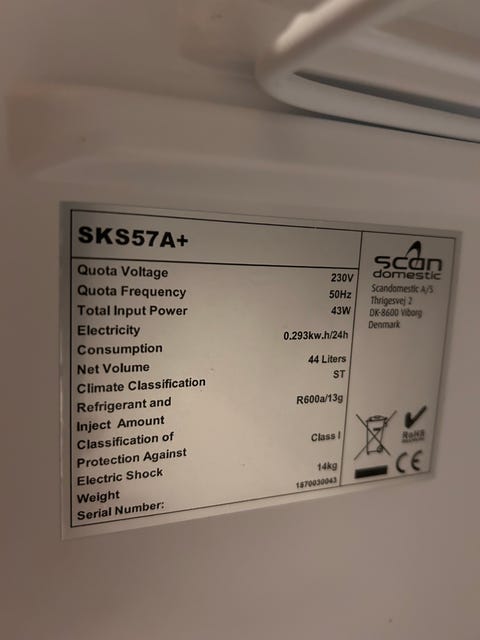 SKS57A+
Quota Voltage 230V
Quota Frequency 50Hz
Total Input Power 43W
Electricity
Consumption 0.293kw.h/24h
Net Volume 44 Liters
Climate Classification ST
Refrigerant and
Inject Amount R600a/13g
Classification of
Protection Against
Electric Shock Class I
Weight 14kg
Serial Number: 1870030043
scan
domestic
Scandomestic A/S
Thrigesvej 2
DK-8600 Viborg
Denmark
RoHS
CE